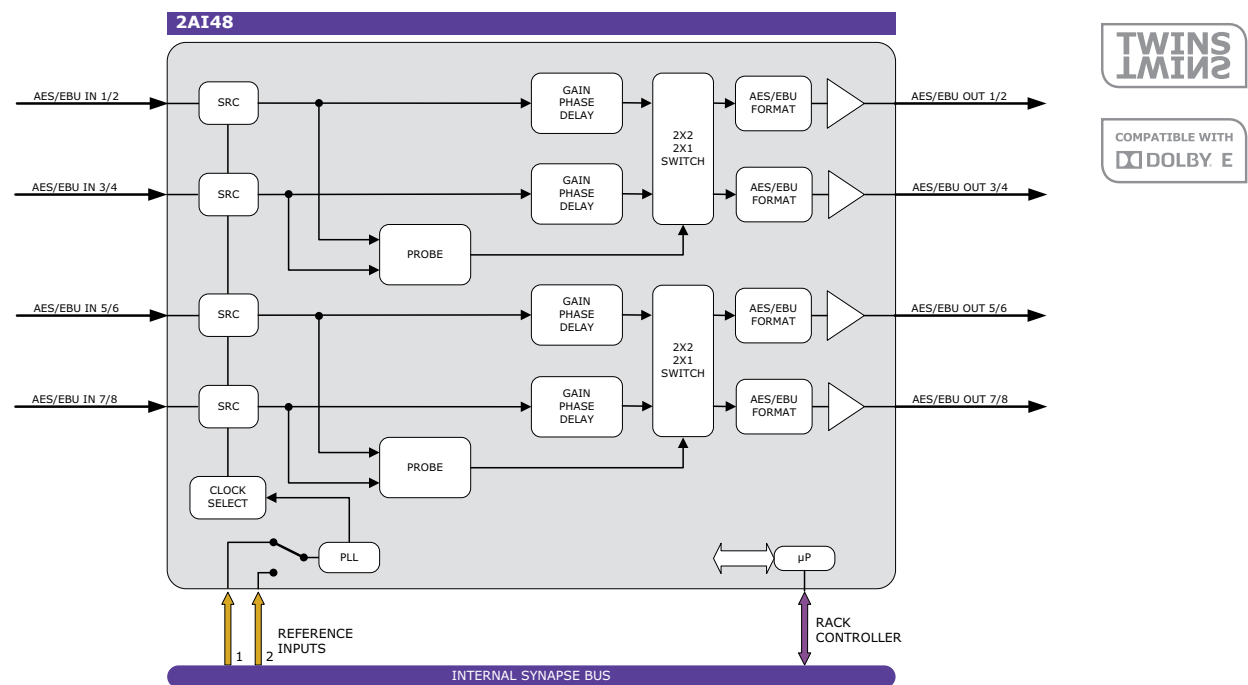 2AI48
TWINS
TWINS
COMPATIBLE WITH
DOLBY E
AES/EBU IN 1/2
SRC
GAIN
PHASE
DELAY
2X2
2X1
SWITCH
AES/EBU
FORMAT
AES/EBU OUT 1/2
AES/EBU IN 3/4
SRC
GAIN
PHASE
DELAY
AES/EBU
FORMAT
AES/EBU OUT 3/4
PROBE
AES/EBU IN 5/6
SRC
GAIN
PHASE
DELAY
2X2
2X1
SWITCH
AES/EBU
FORMAT
AES/EBU OUT 5/6
AES/EBU IN 7/8
SRC
GAIN
PHASE
DELAY
AES/EBU
FORMAT
AES/EBU OUT 7/8
PROBE
CLOCK
SELECT
PLL
µP
REFERENCE
INPUTS
1
2
RACK
CONTROLLER
INTERNAL SYNAPSE BUS